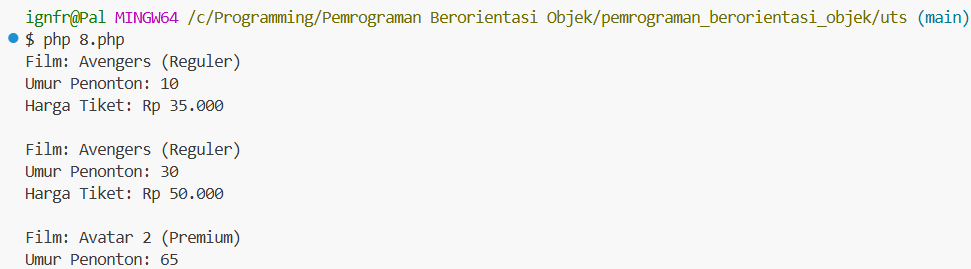 ignfr@Pal MINGW64 /c/Programming/Pemrograman Berorientasi Objek/pemrograman_berorientasi_objek/uts (main)
$ php 8.php
Film: Avengers (Reguler)
Umur Penonton: 10
Harga Tiket: Rp 35.000

Film: Avengers (Reguler)
Umur Penonton: 30
Harga Tiket: Rp 50.000

Film: Avatar 2 (Premium)
Umur Penonton: 65